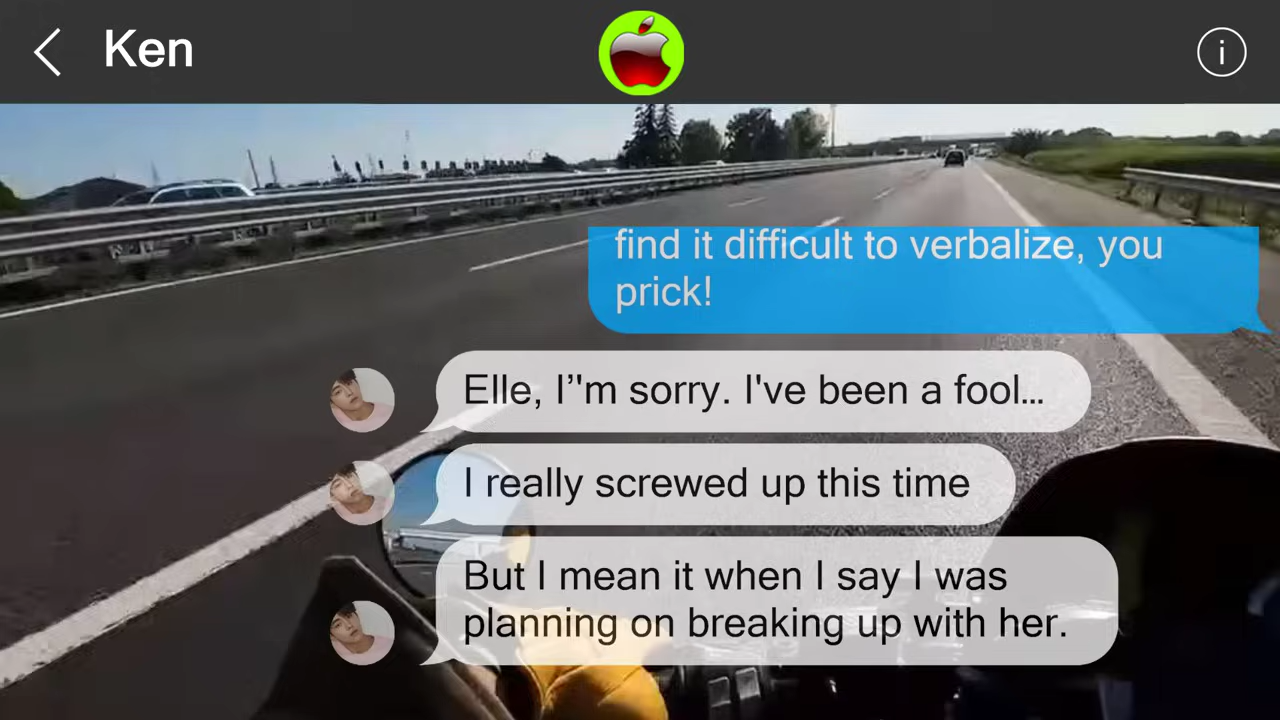 Ken
i
find it difficult to verbalize, you
prick!
Elle, I''m sorry. I've been a fool...
I really screwed up this time
But I mean it when I say I was
planning on breaking up with her.